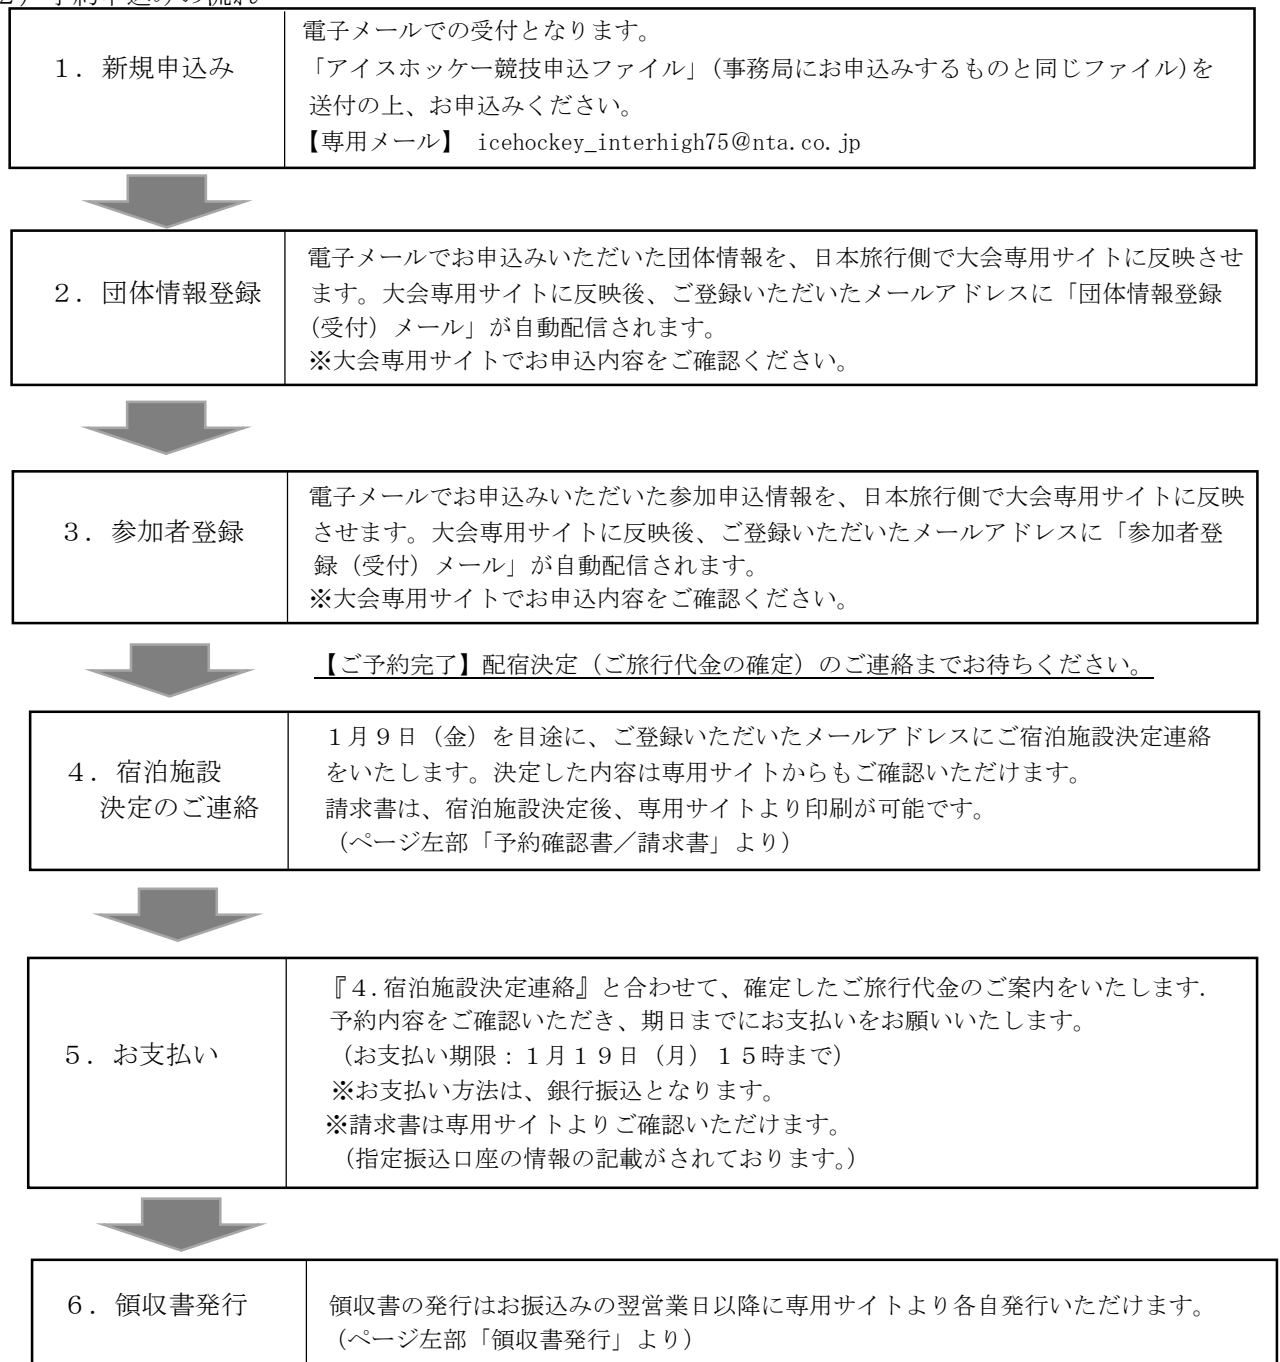 2）予約申込みの流れ
１．新規申込み
電子メールでの受付となります。
「アイスホッケー競技申込ファイル」（事務局にお申込みするものと同じファイル）を
送付の上、お申込みください。
【専用メール】 icehockey_interhigh75@nta.co.jp
２．団体情報登録
電子メールでお申込みいただいた団体情報を、日本旅行側で大会専用サイトに反映させ
ます。大会専用サイトに反映後、ご登録いただいたメールアドレスに「団体情報登録
（受付）メール」が自動配信されます。
※大会専用サイトでお申込内容をご確認ください。
３．参加者登録
電子メールでお申込みいただいた参加申込情報を、日本旅行側で大会専用サイトに反映
させます。大会専用サイトに反映後、ご登録いただいたメールアドレスに「参加者登
録（受付）メール」が自動配信されます。
※大会専用サイトでお申込内容をご確認ください。
【ご予約完了】配宿決定（ご旅行代金の確定）のご連絡までお待ちください。
４．宿泊施設
決定のご連絡
１月９日（金）を目途に、ご登録いただいたメールアドレスにご宿泊施設決定連絡
をいたします。決定した内容は専用サイトからもご確認いただけます。
請求書は、宿泊施設決定後、専用サイトより印刷が可能です。
（ページ左部「予約確認書／請求書」より）
５．お支払い
『４.宿泊施設決定連絡』と合わせて、確定したご旅行代金のご案内をいたします.
予約内容をご確認いただき、期日までにお支払いをお願いいたします。
（お支払い期限：１月１９日（月）１５時まで）
※お支払い方法は、銀行振込となります。
※請求書は専用サイトよりご確認いただけます。
（指定振込口座の情報の記載がされております。）
６．領収書発行
領収書の発行はお振込みの翌営業日以降に専用サイトより各自発行いただけます。
（ページ左部「領収書発行」より）